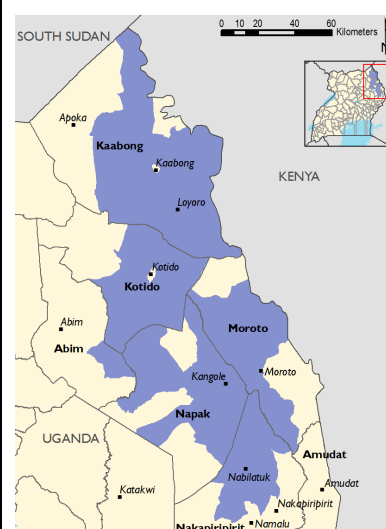 SOUTH SUDAN
0 10 20 40 60
Kilometers
N
Apoka
Kaabong
Kaabong
KENYA
Loyoro
Kotido
Kotido
Abim
Moroto
Abim
Kangole
Moroto
Napak
UGANDA
Amudat
Nabilatuk
Katakwi
Amudat
Nakapiripirit
Nakapiripirit
Namalu